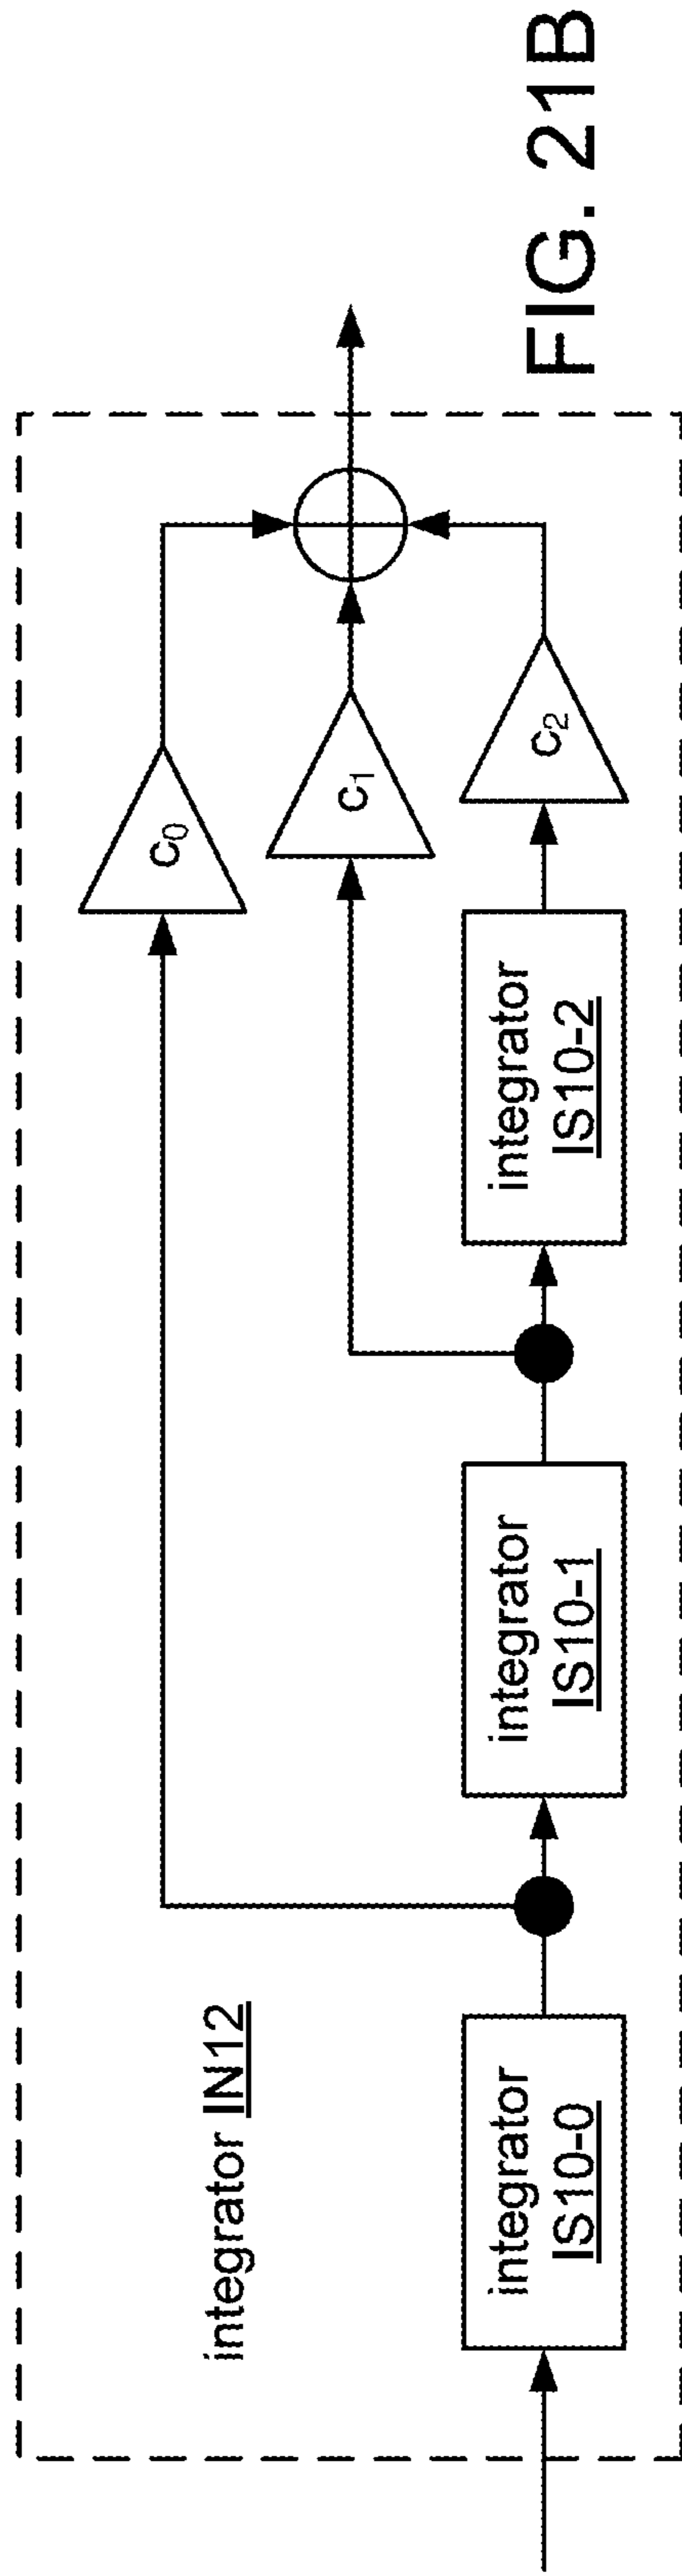 integrator IN12
c0
c1
c2
integrator
IS10-0
integrator
IS10-1
integrator
IS10-2
FIG. 21B